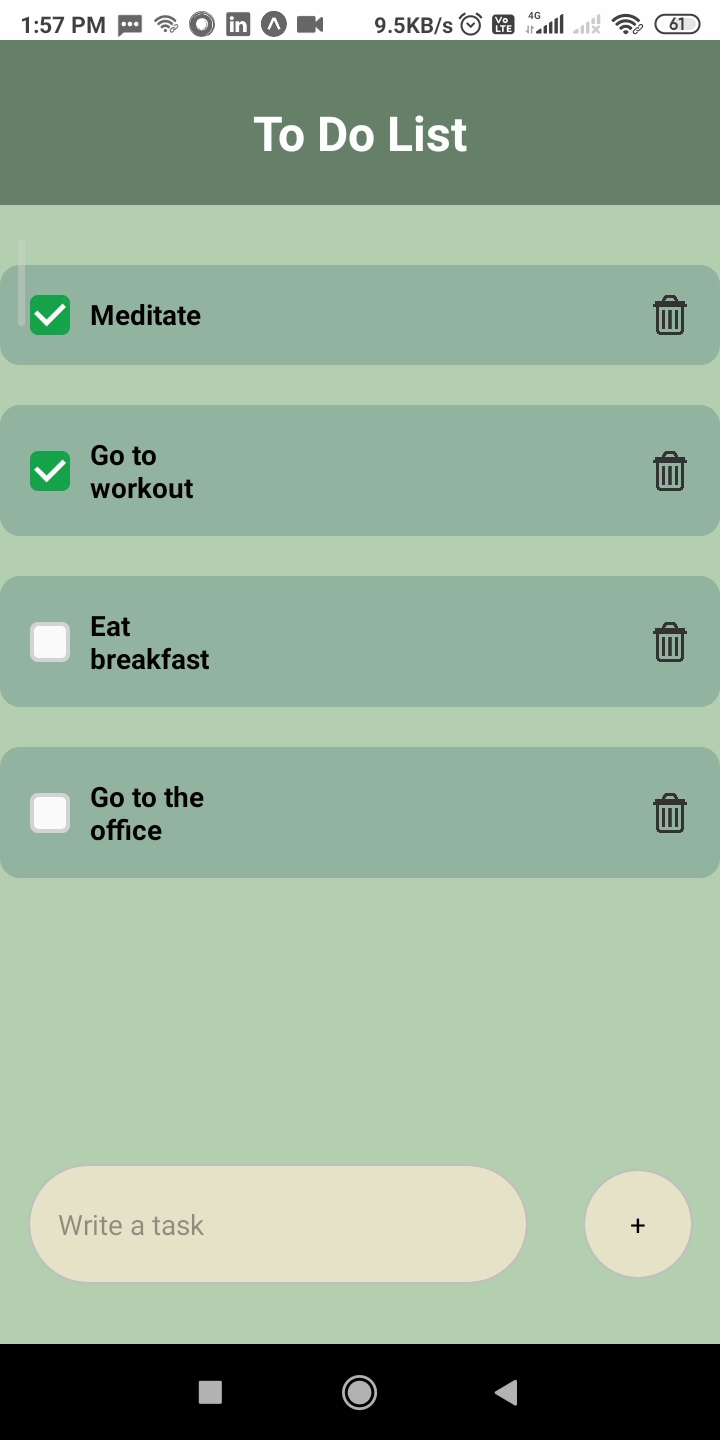 1:57 PM 9.5KB/s Vo LTE 4G 61
To Do List
Meditate
Go to
workout
Eat
breakfast
Go to the
office
Write a task
+